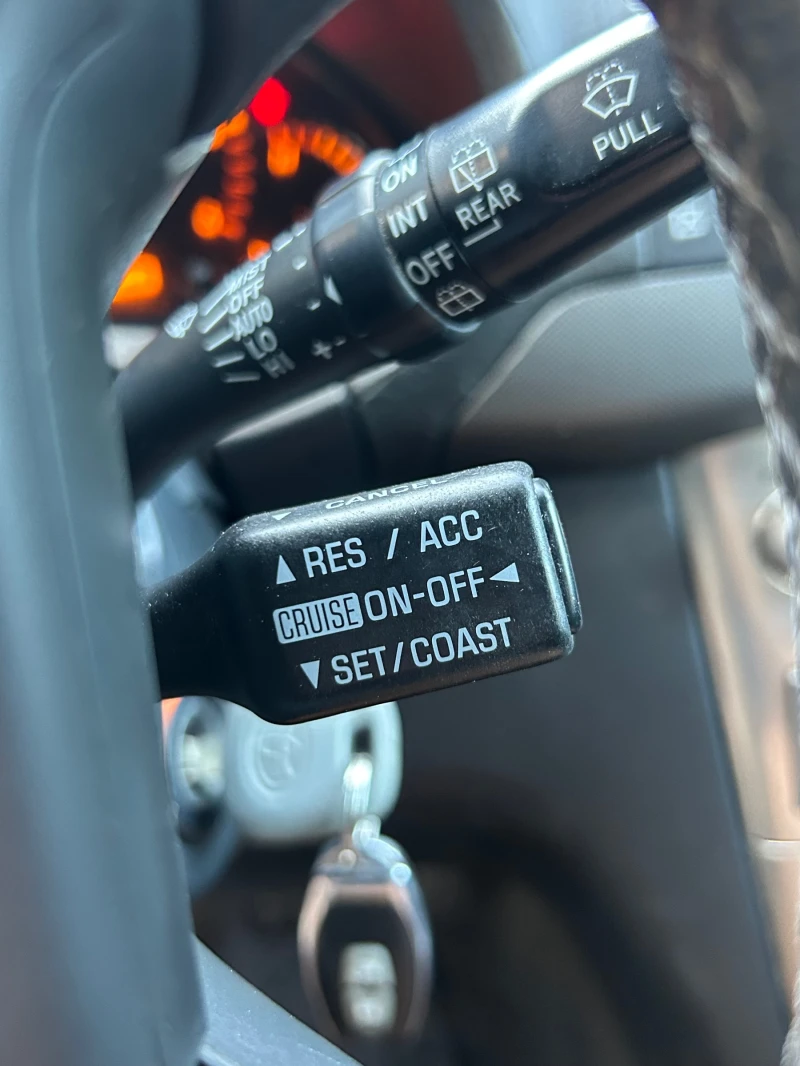 PULL
ON
INT
OFF
REAR
MIST
OFF
AUTO
LO
HI
+ -
CANCEL
▲ RES / ACC
CRUISE ON-OFF ◀
▼ SET/COAST